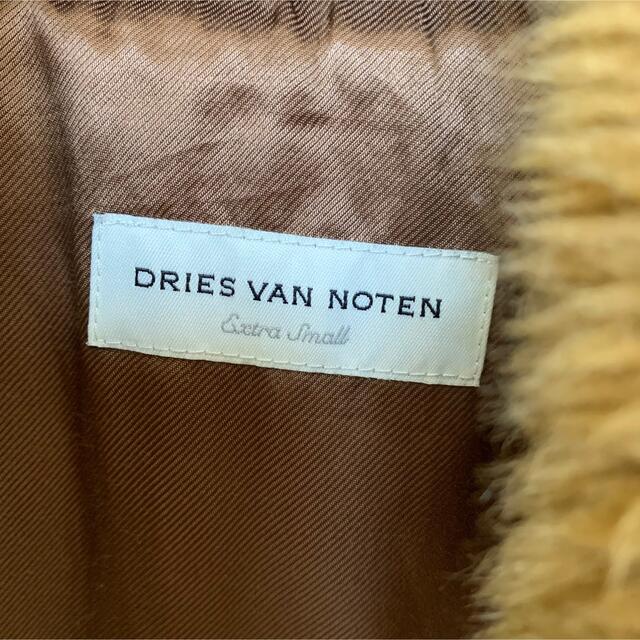 DRIES VAN NOTEN
Extra Small